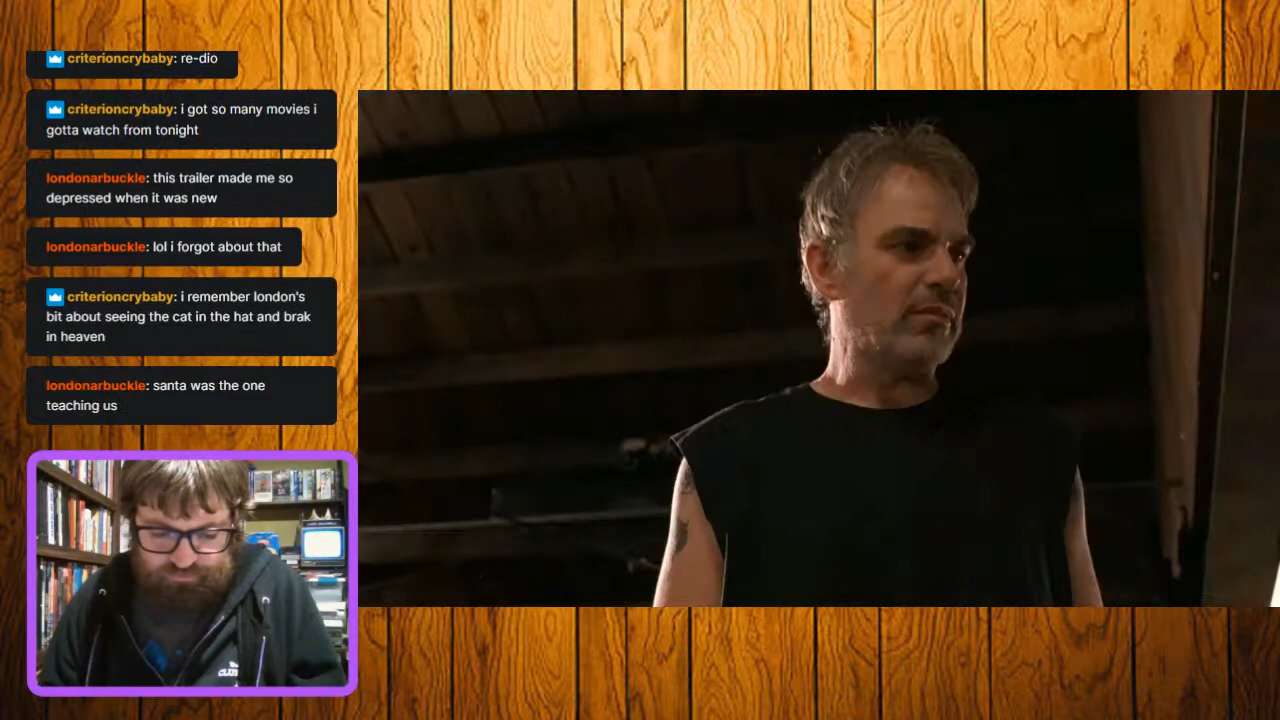 criterioncrybaby: re-dio
criterioncrybaby: i got so many movies i
gotta watch from tonight
londonarbuckle: this trailer made me so
depressed when it was new
londonarbuckle: lol i forgot about that
criterioncrybaby: i remember london's
bit about seeing the cat in the hat and brak
in heaven
londonarbuckle: santa was the one
teaching us